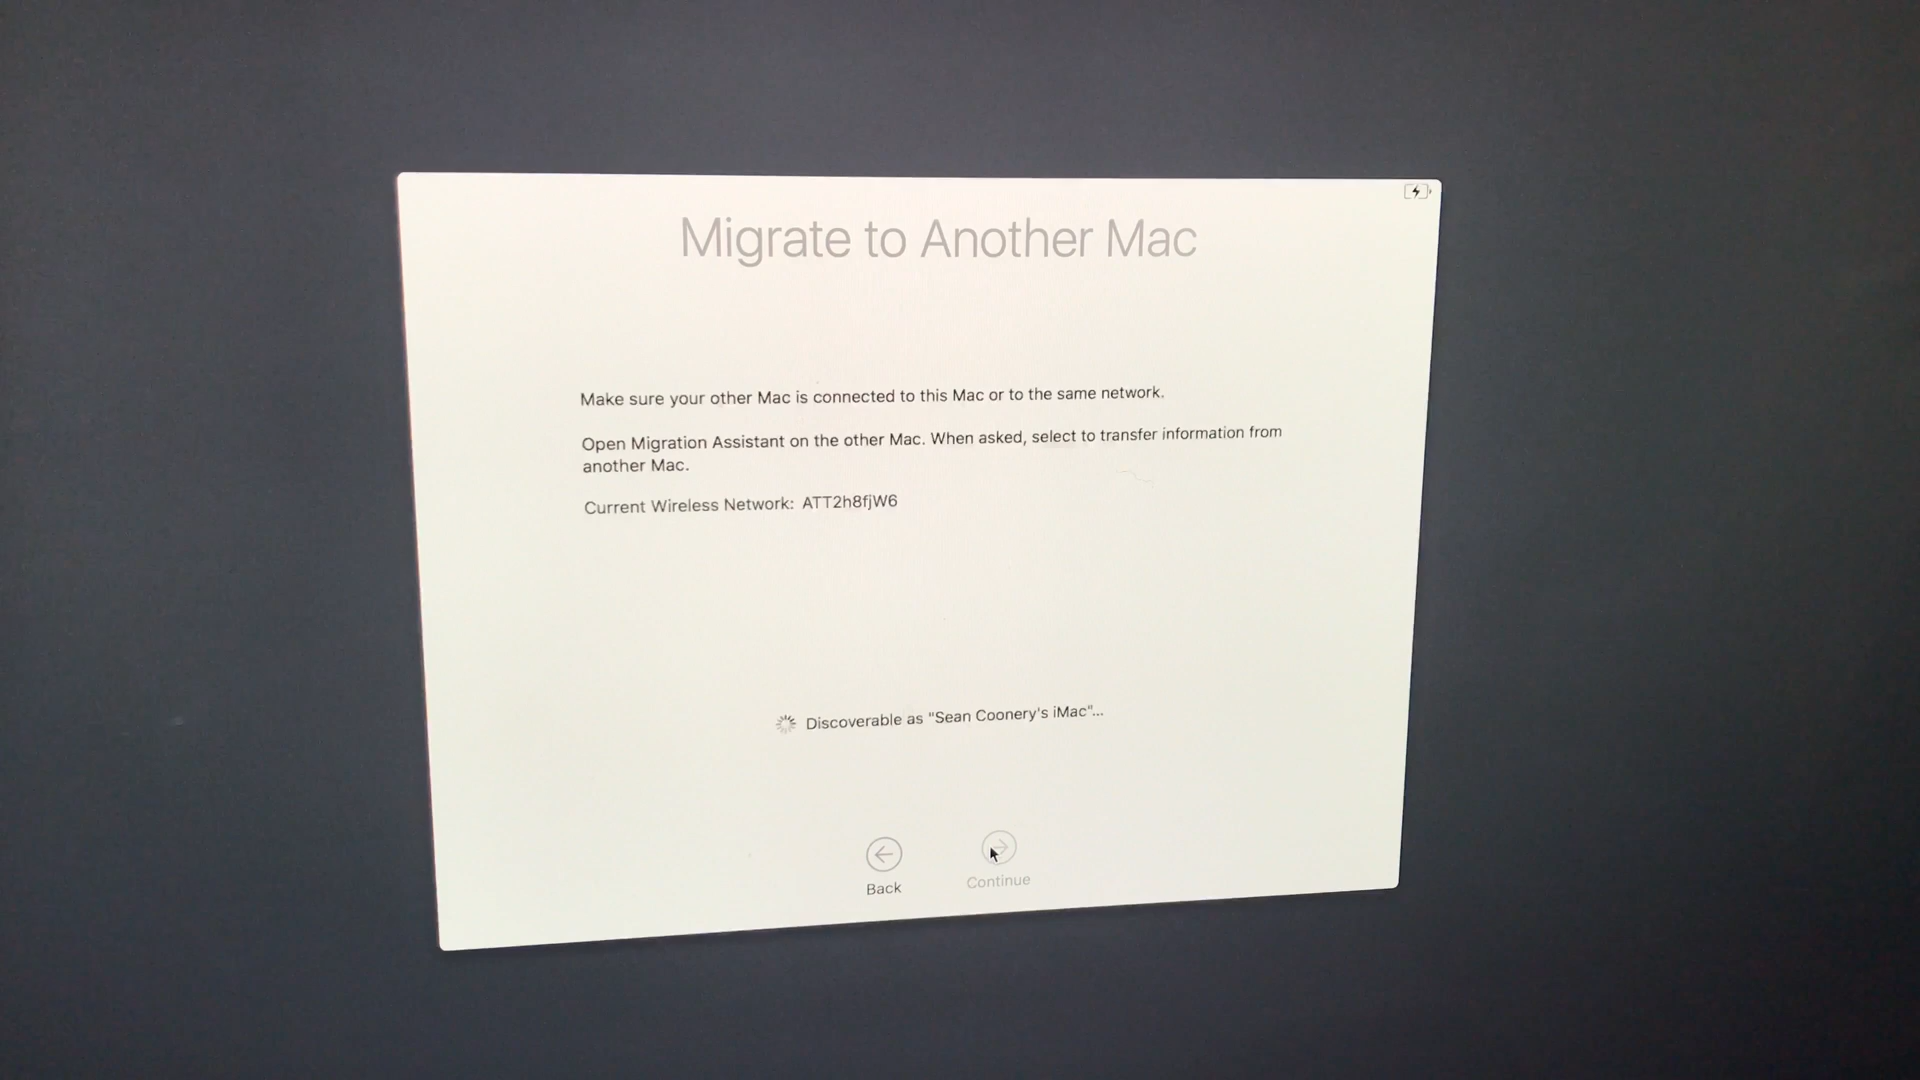 Migrate to Another Mac
Make sure your other Mac is connected to this Mac or to the same network.
Open Migration Assistant on the other Mac. When asked, select to transfer information from
another Mac.
Current Wireless Network: ATT2h8fjW6
Discoverable as "Sean Coonery's iMac"...
Back
Continue